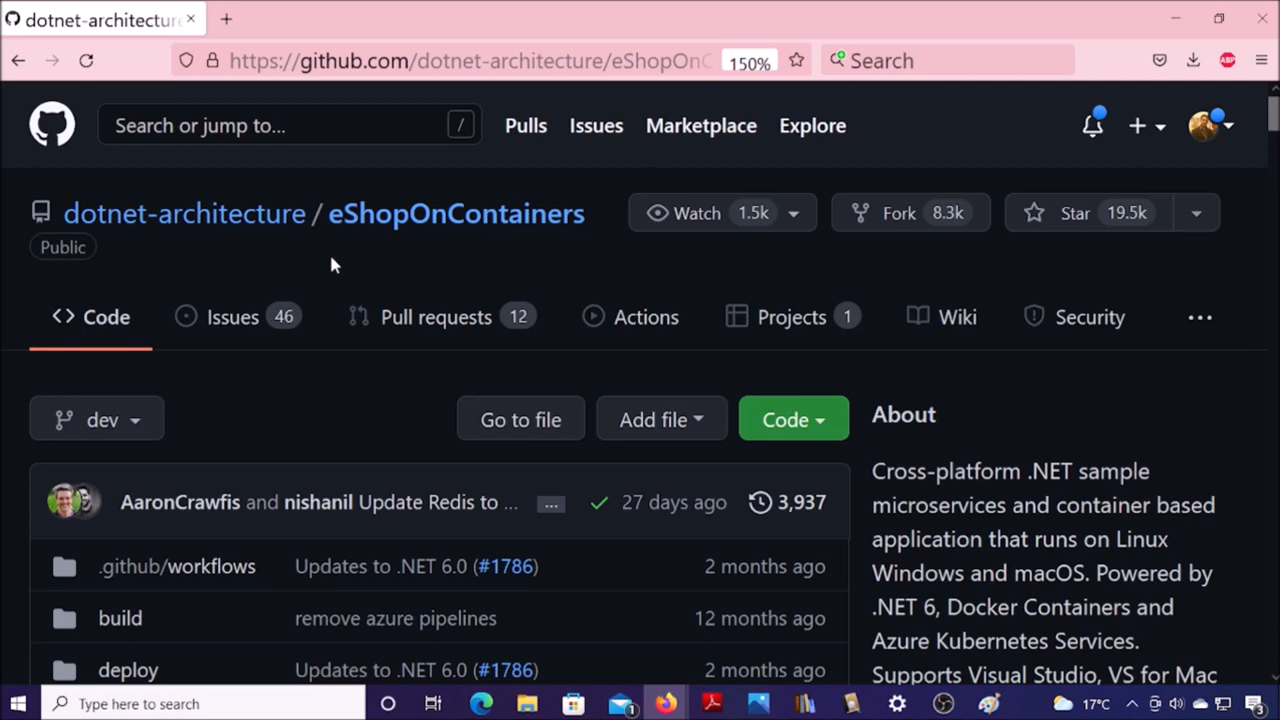 dotnet-architecture
https://github.com/dotnet-architecture/eShopOnC
150%
Search
Search or jump to...
/
Pulls
Issues
Marketplace
Explore
dotnet-architecture / eShopOnContainers
Public
Watch 1.5k
Fork 8.3k
Star 19.5k
Code
Issues 46
Pull requests 12
Actions
Projects 1
Wiki
Security
...
dev
Go to file
Add file
Code
About
AaronCrawfis and nishanil Update Redis to ...
...
27 days ago
3,937
.github/workflows
Updates to .NET 6.0 (#1786)
2 months ago
build
remove azure pipelines
12 months ago
deploy
Updates to .NET 6.0 (#1786)
2 months ago
Cross-platform .NET sample
microservices and container based
application that runs on Linux
Windows and macOS. Powered by
.NET 6, Docker Containers and
Azure Kubernetes Services.
Supports Visual Studio, VS for Mac
Type here to search
1
17°C
3
ABP